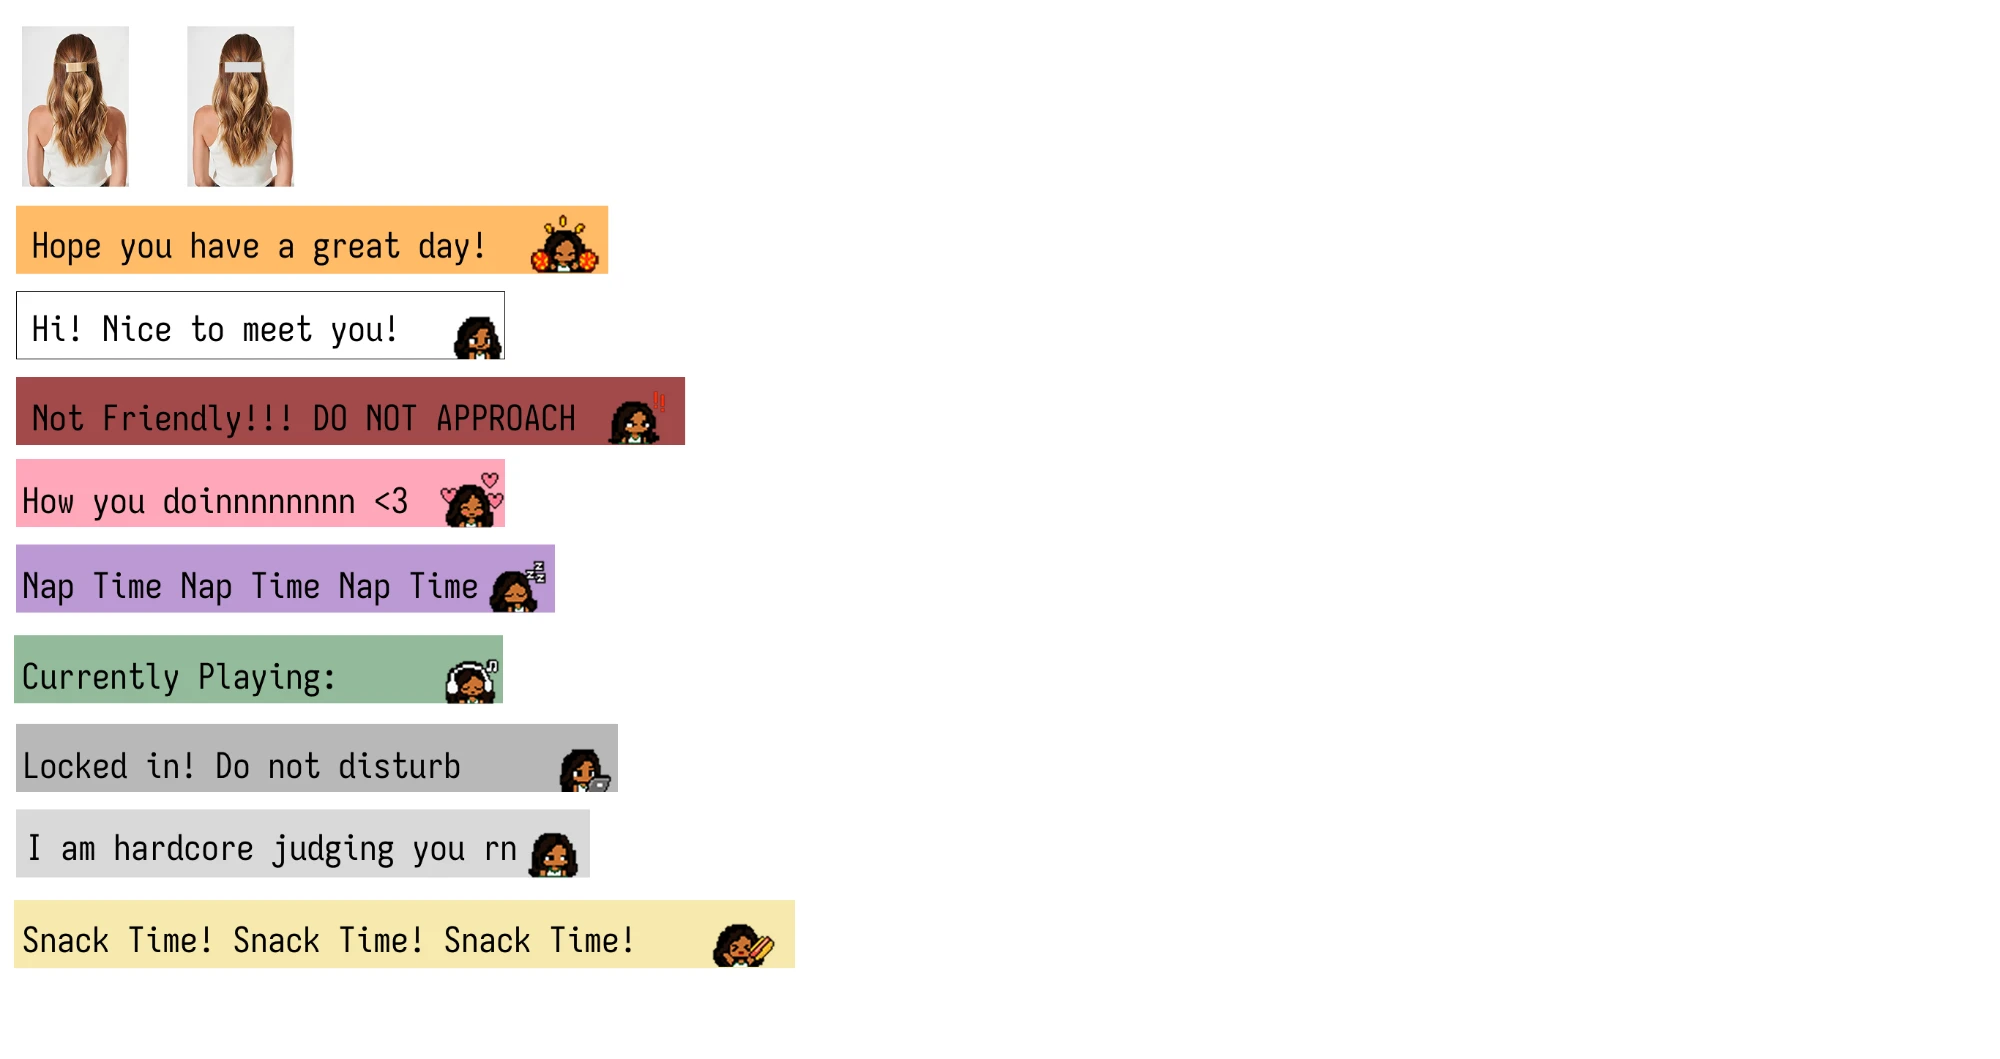 Hope you have a great day!
Hi! Nice to meet you!
Not Friendly!!! DO NOT APPROACH
How you doinnnnnnnn <3
Nap Time Nap Time Nap Time
Currently Playing:
Locked in! Do not disturb
I am hardcore judging you rn
Snack Time! Snack Time! Snack Time!